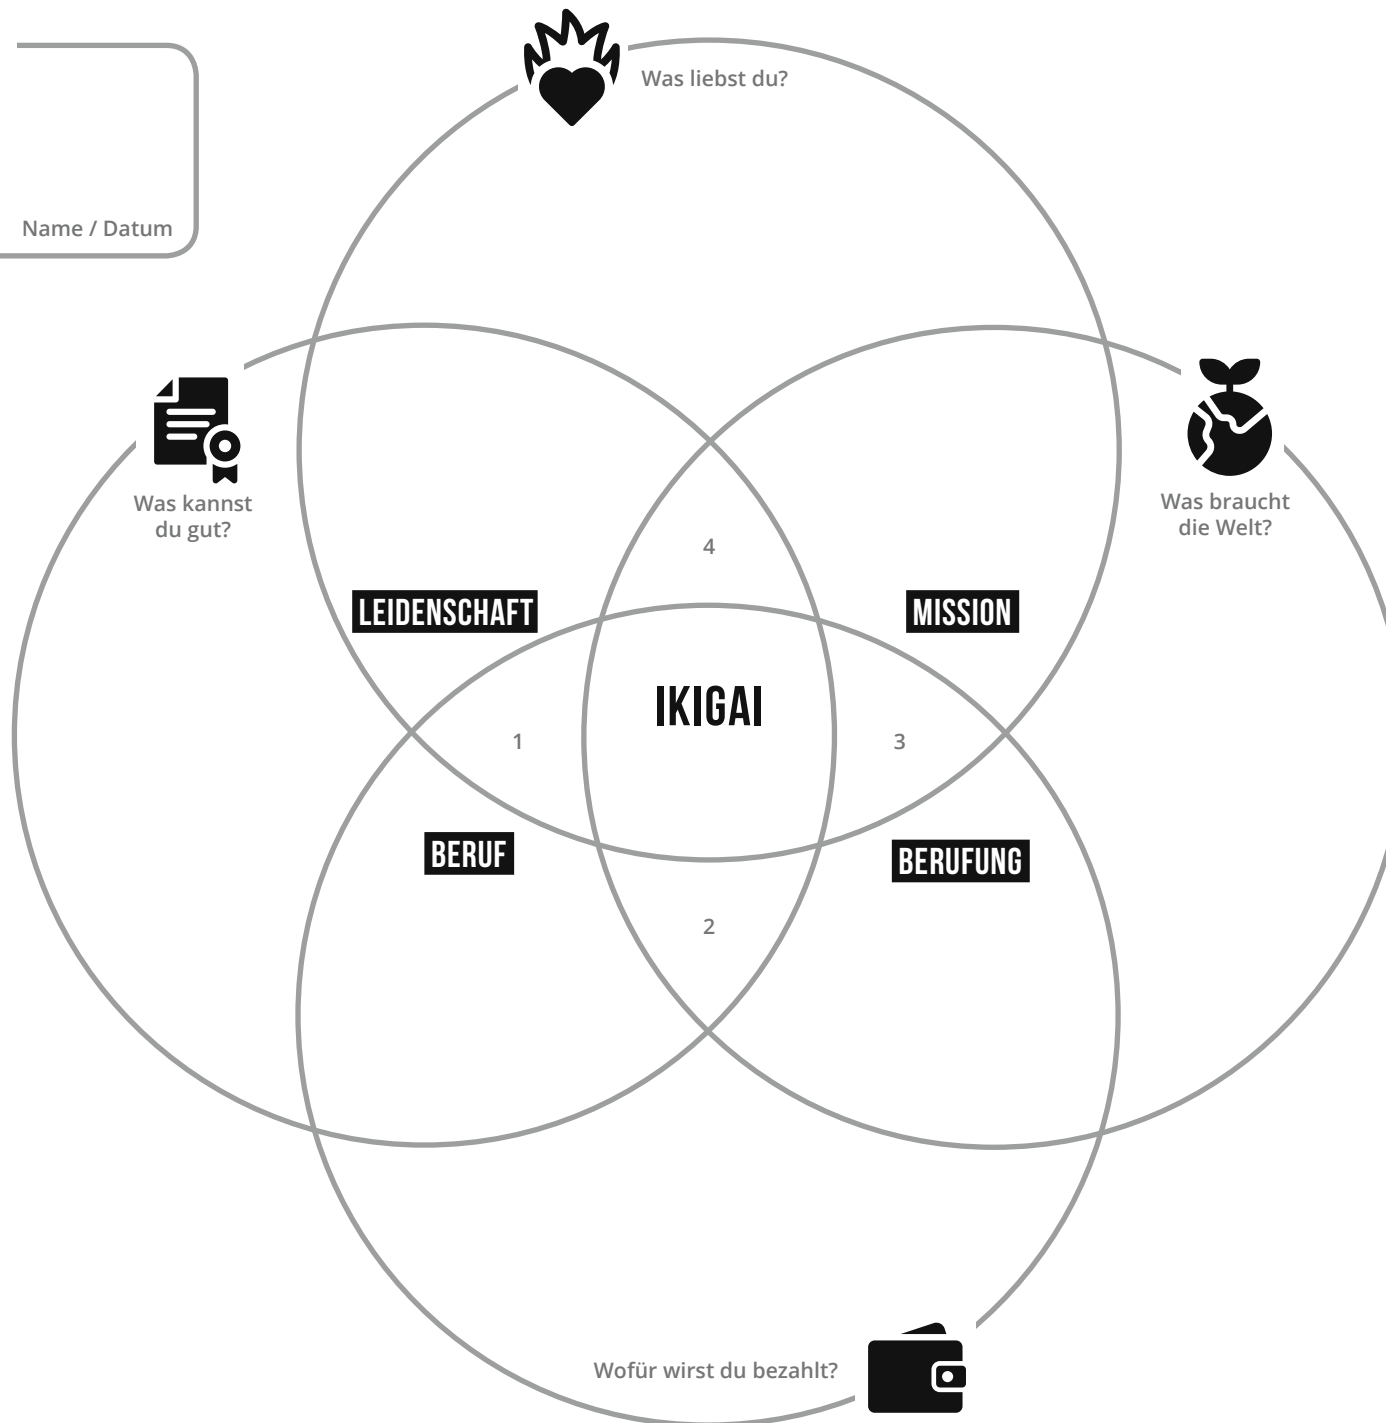 Was liebst du?
Name / Datum
Was kannst
du gut?
Was braucht
die Welt?
4
LEIDENSCHAFT
MISSION
IKIGAI
1
3
BERUF
BERUFUNG
2
Wofür wirst du bezahlt?